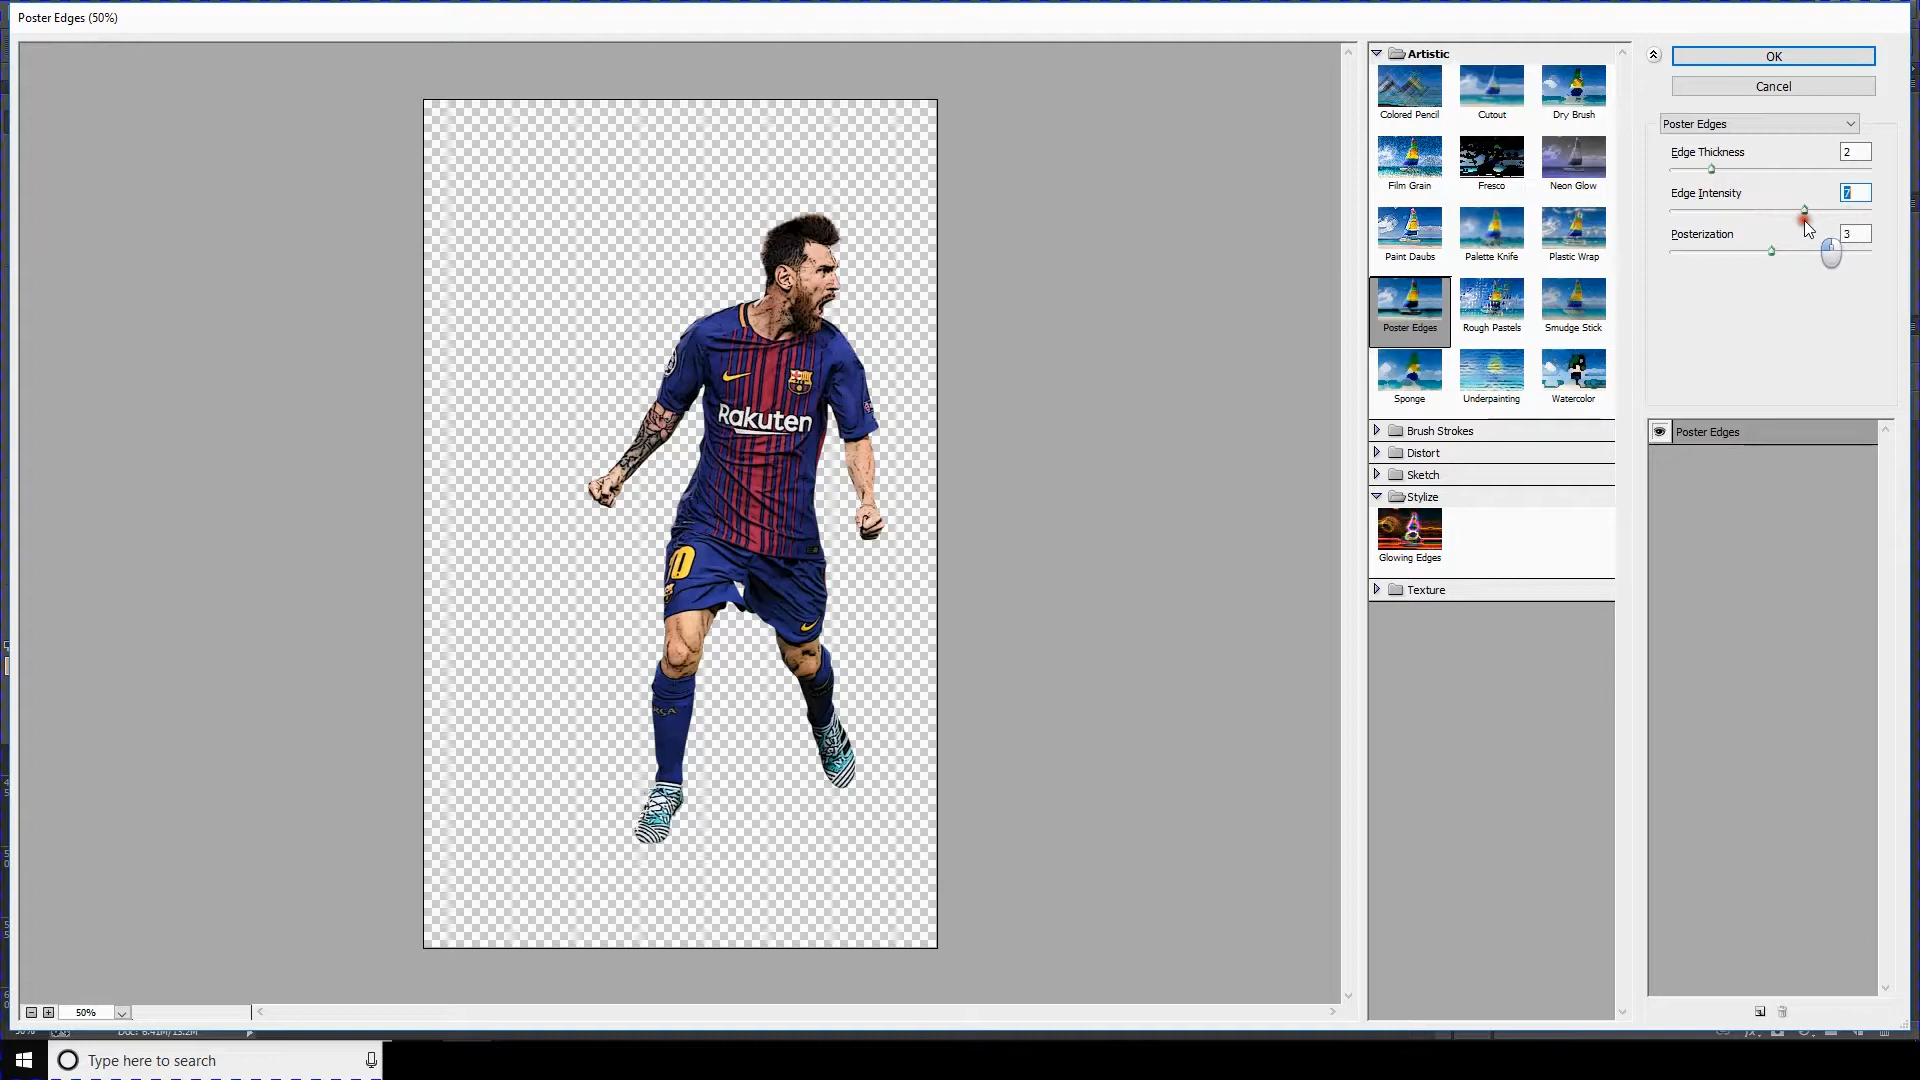 Poster Edges (50%)
Artistic
OK
Cancel
Colored Pencil
Cutout
Dry Brush
Poster Edges
Edge Thickness
2
Film Grain
Fresco
Neon Glow
Edge Intensity
7
Posterization
3
Paint Daubs
Palette Knife
Plastic Wrap
Poster Edges
Rough Pastels
Smudge Stick
Sponge
Underpainting
Watercolor
Rakuten
10
Brush Strokes
Poster Edges
Distort
Sketch
Stylize
Glowing Edges
Texture
50%
Type here to search